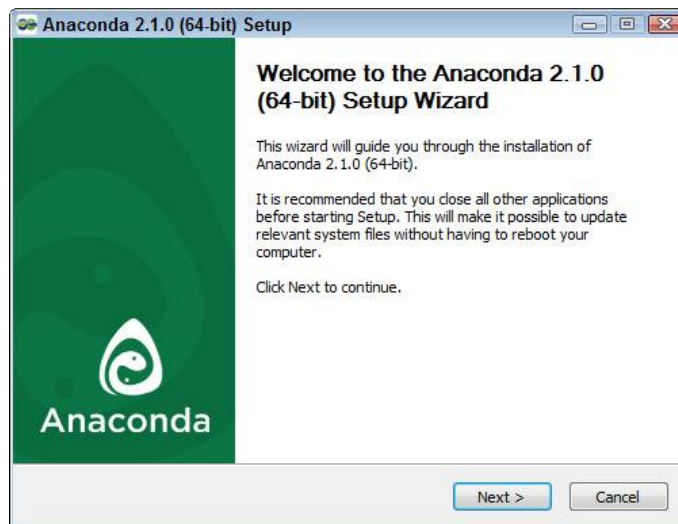 Anaconda 2.1.0 (64-bit) Setup
Welcome to the Anaconda 2.1.0
(64-bit) Setup Wizard
This wizard will guide you through the installation of
Anaconda 2.1.0 (64-bit).
It is recommended that you close all other applications
before starting Setup. This will make it possible to update
relevant system files without having to reboot your
computer.
Click Next to continue.
Anaconda
Next >
Cancel